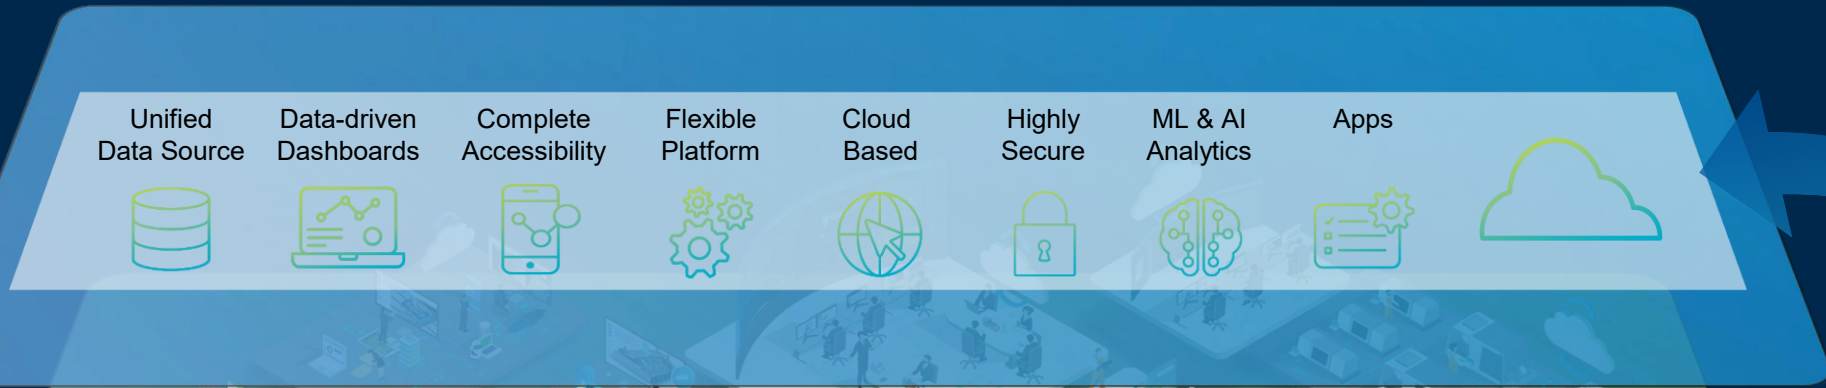 Unified
Data Source
Data-driven
Dashboards
Complete
Accessibility
Flexible
Platform
Cloud
Based
Highly
Secure
ML & AI
Analytics
Apps